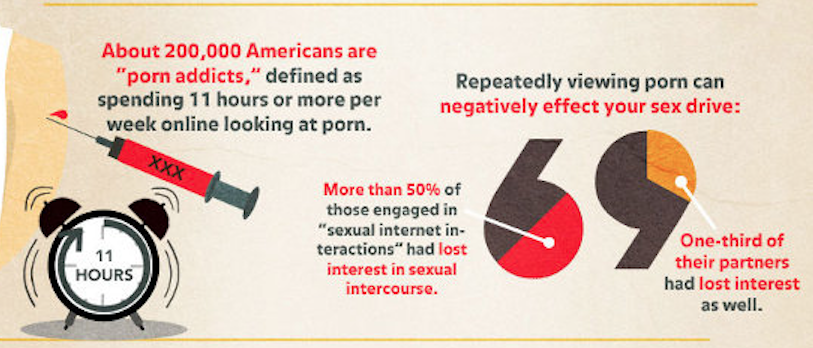 About 200,000 Americans are
"porn addicts," defined as
spending 11 hours or more per
week online looking at porn.
XXX
11
HOURS
Repeatedly viewing porn can
negatively effect your sex drive:
69
More than 50% of
those engaged in
"sexual internet in-
teractions" had lost
interest in sexual
intercourse.
One-third of
their partners
had lost interest
as well.